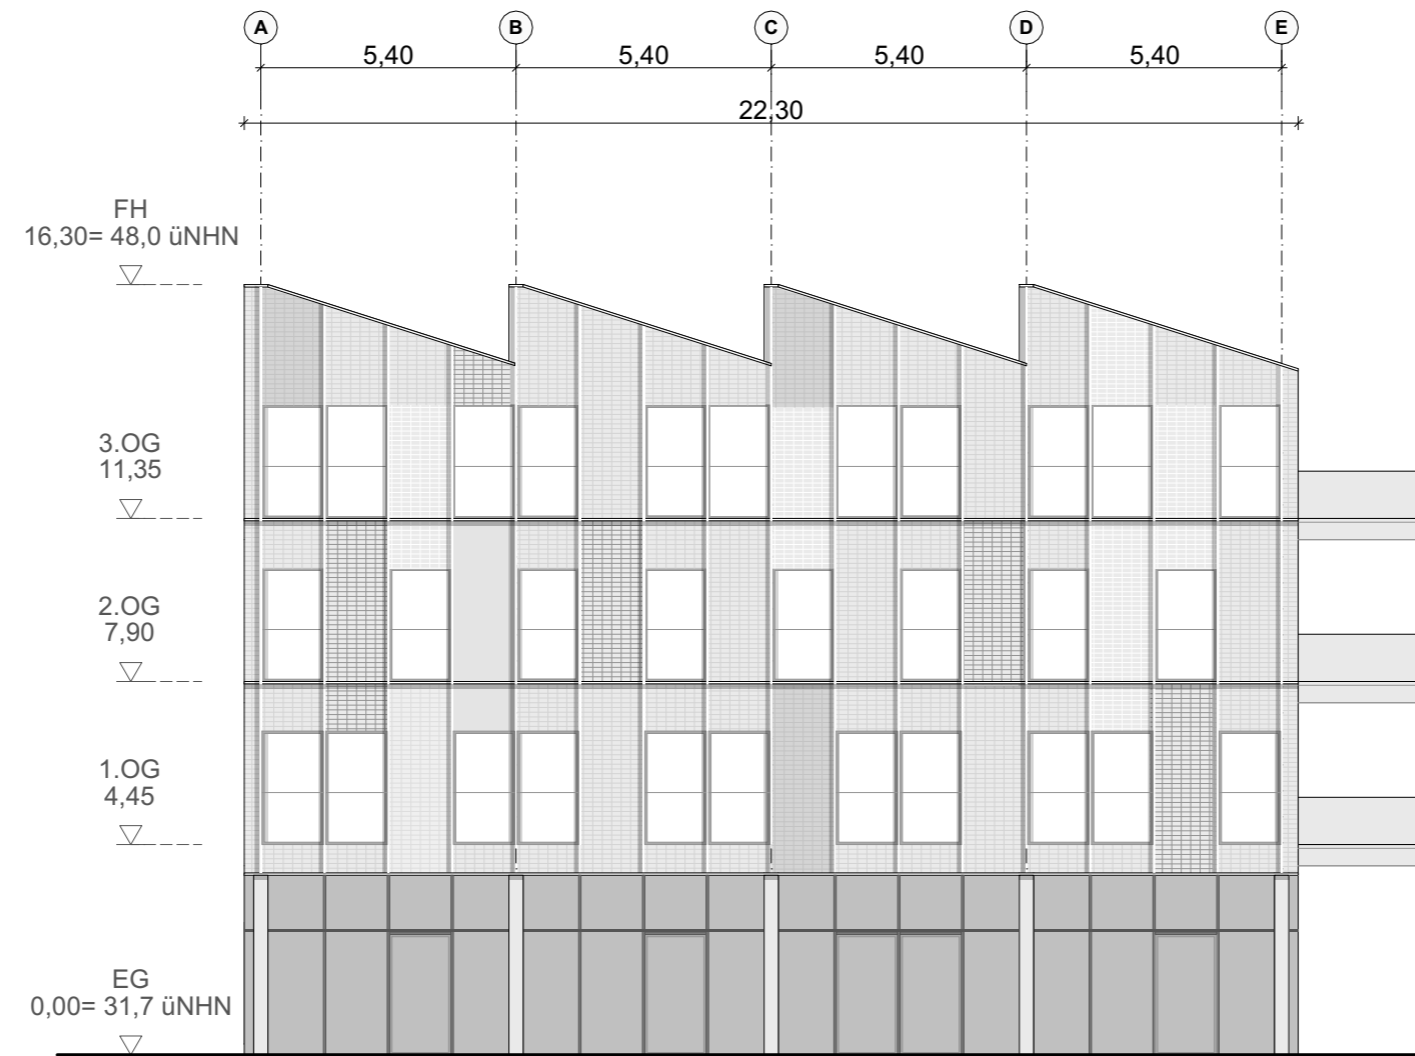 A B C D E
5,40 5,40 5,40 5,40
22,30
FH
16,30= 48,0 üNHN
3.OG
11,35
2.OG
7,90
1.OG
4,45
EG
0,00= 31,7 üNHN